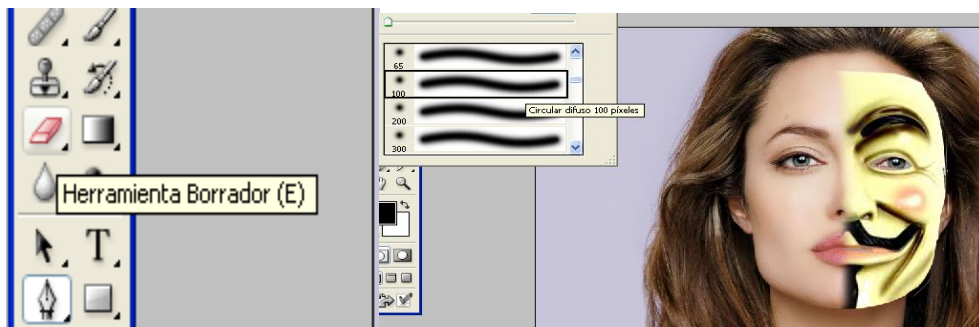 Herramienta Borrador (E)
T
65
100
200
300
Circular difuso 100 píxeles